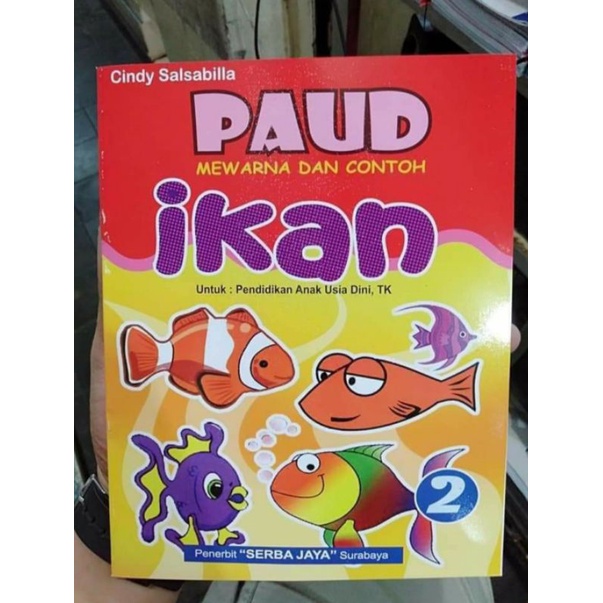 Cindy Salsabilla
PAUD
MEWARNA DAN CONTOH
ikan
Untuk : Pendidikan Anak Usia Dini, TK
2
Penerbit "SERBA JAYA" Surabaya